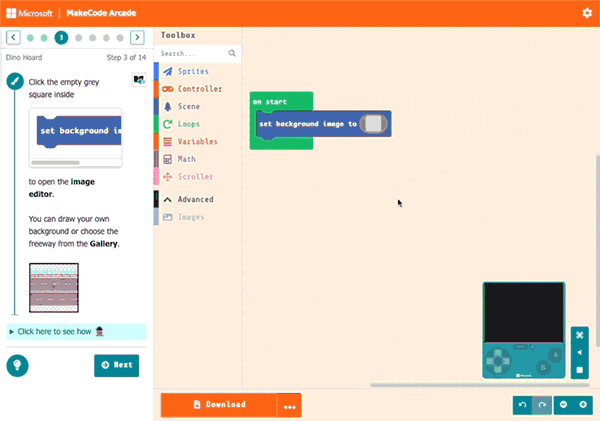 Microsoft
MakeCode Arcade
3
Dino Hoard
Step 3 of 14
Click the empty grey
square inside
set background im
to open the image
editor.
You can draw your own
background or choose the
freeway from the Gallery.
Click here to see how
Next
Toolbox
Search...
Sprites
Controller
Scene
Loops
Variables
Math
Scroller
Advanced
Images
on start
set background image to
A
B
Microsoft
Download